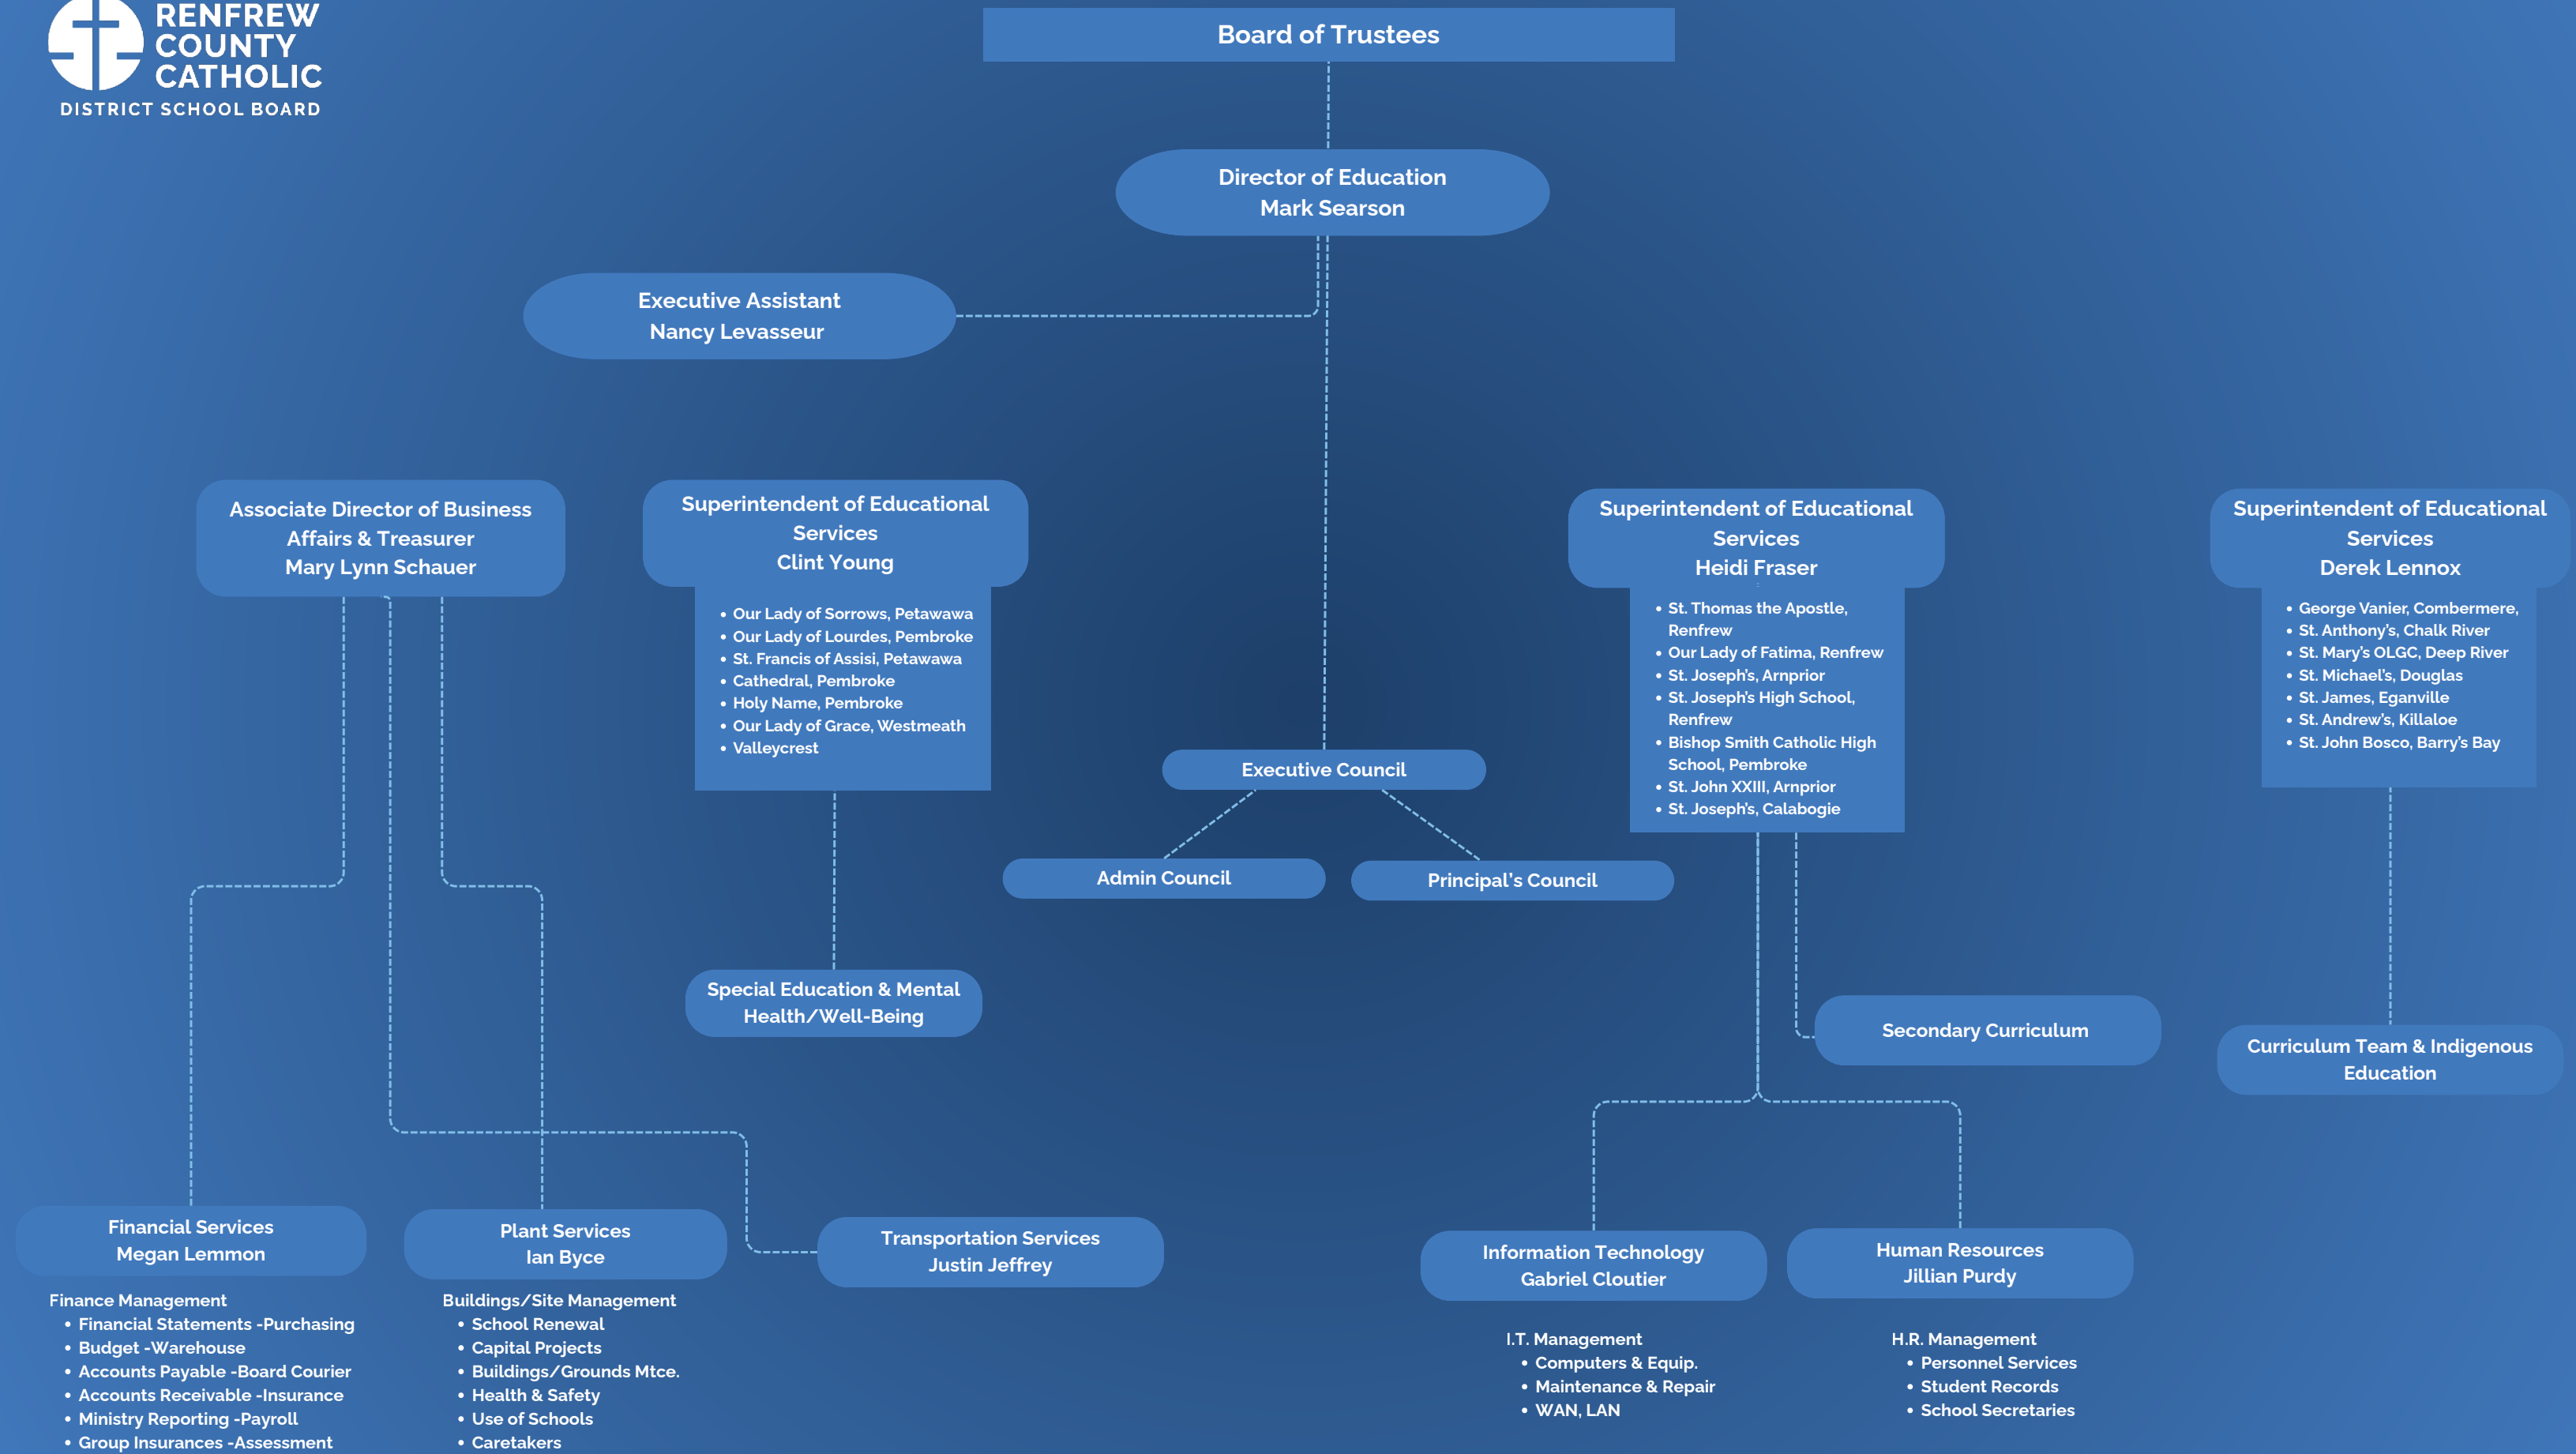 RENFREW
COUNTY
CATHOLIC
DISTRICT SCHOOL BOARD
Board of Trustees
Director of Education
Mark Searson
Executive Assistant
Nancy Levasseur
Associate Director of Business
Affairs & Treasurer
Mary Lynn Schauer
Superintendent of Educational
Services
Clint Young
• Our Lady of Sorrows, Petawawa
• Our Lady of Lourdes, Pembroke
• St. Francis of Assisi, Petawawa
• Cathedral, Pembroke
• Holy Name, Pembroke
• Our Lady of Grace, Westmeath
• Valleycrest
Superintendent of Educational
Services
Heidi Fraser
• St. Thomas the Apostle,
Renfrew
• Our Lady of Fatima, Renfrew
• St. Joseph's, Arnprior
• St. Joseph's High School,
Renfrew
• Bishop Smith Catholic High
School, Pembroke
• St. John XXIII, Arnprior
• St. Joseph's, Calabogie
Superintendent of Educational
Services
Derek Lennox
• George Vanier, Combermere,
• St. Anthony's, Chalk River
• St. Mary's OLGC, Deep River
• St. Michael's, Douglas
• St. James, Eganville
• St. Andrew's, Killaloe
• St. John Bosco, Barry's Bay
Executive Council
Admin Council
Principal's Council
Special Education & Mental
Health/Well-Being
Secondary Curriculum
Curriculum Team & Indigenous
Education
Financial Services
Megan Lemmon
Finance Management
• Financial Statements -Purchasing
• Budget -Warehouse
• Accounts Payable -Board Courier
• Accounts Receivable -Insurance
• Ministry Reporting -Payroll
• Group Insurances -Assessment
Plant Services
Ian Byce
Buildings/Site Management
• School Renewal
• Capital Projects
• Buildings/Grounds Mtce.
• Health & Safety
• Use of Schools
• Caretakers
Transportation Services
Justin Jeffrey
Information Technology
Gabriel Cloutier
I.T. Management
• Computers & Equip.
• Maintenance & Repair
• WAN, LAN
Human Resources
Jillian Purdy
H.R. Management
• Personnel Services
• Student Records
• School Secretaries